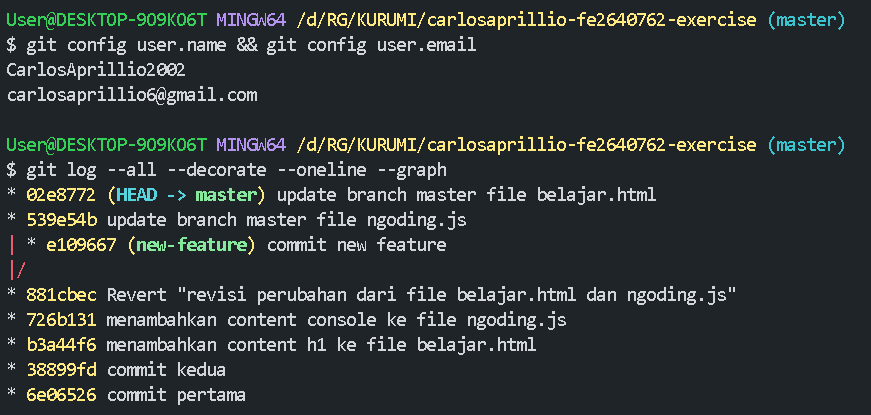 User@DESKTOP-9O9KO6T MINGW64 /d/RG/KURUMI/carlosaprillio-fe2640762-exercise (master)
$ git config user.name && git config user.email
CarlosAprillio2002
carlosaprillio6@gmail.com
User@DESKTOP-9O9KO6T MINGW64 /d/RG/KURUMI/carlosaprillio-fe2640762-exercise (master)
$ git log --all --decorate --oneline --graph
* 02e8772 (HEAD -> master) update branch master file belajar.html
* 539e54b update branch master file ngoding.js
| * e109667 (new-feature) commit new feature
|/
* 881cbec Revert "revisi perubahan dari file belajar.html dan ngoding.js"
* 726b131 menambahkan content console ke file ngoding.js
* b3a44f6 menambahkan content h1 ke file belajar.html
* 38899fd commit kedua
* 6e06526 commit pertama